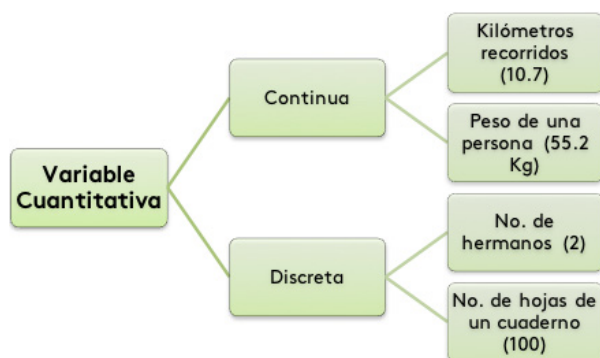 Variable
Cuantitativa
Continua
Kilómetros
recorridos
(10.7)
Peso de una
persona (55.2
Kg)
Discreta
No. de
hermanos (2)
No. de hojas de
un cuaderno
(100)